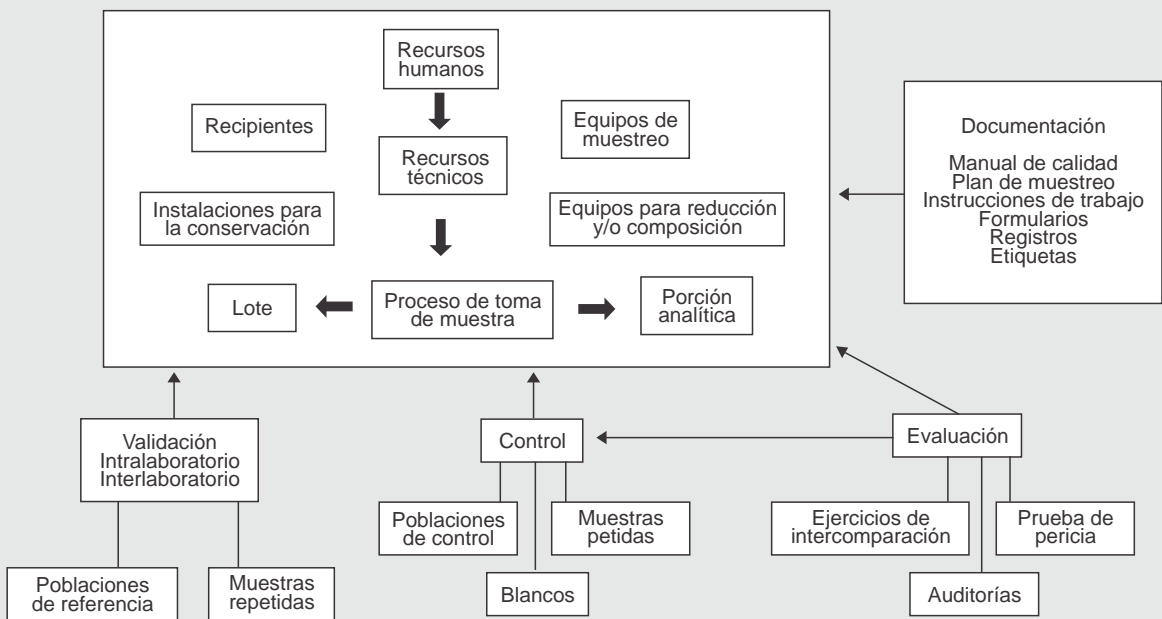 Recursos
humanos
Recipientes
Equipos de
muestreo
Recursos
técnicos
Instalaciones para
la conservación
Equipos para reducción
y/o composición
Lote
Proceso de toma
de muestra
Porción
analítica
Documentación
Manual de calidad
Plan de muestreo
Instrucciones de trabajo
Formularios
Registros
Etiquetas
Validación
Intralaboratorio
Interlaboratorio
Control
Evaluación
Poblaciones
de referencia
Muestras
repetidas
Poblaciones
de control
Muestras
petidas
Blancos
Ejercicios de
intercomparación
Prueba de
pericia
Auditorías